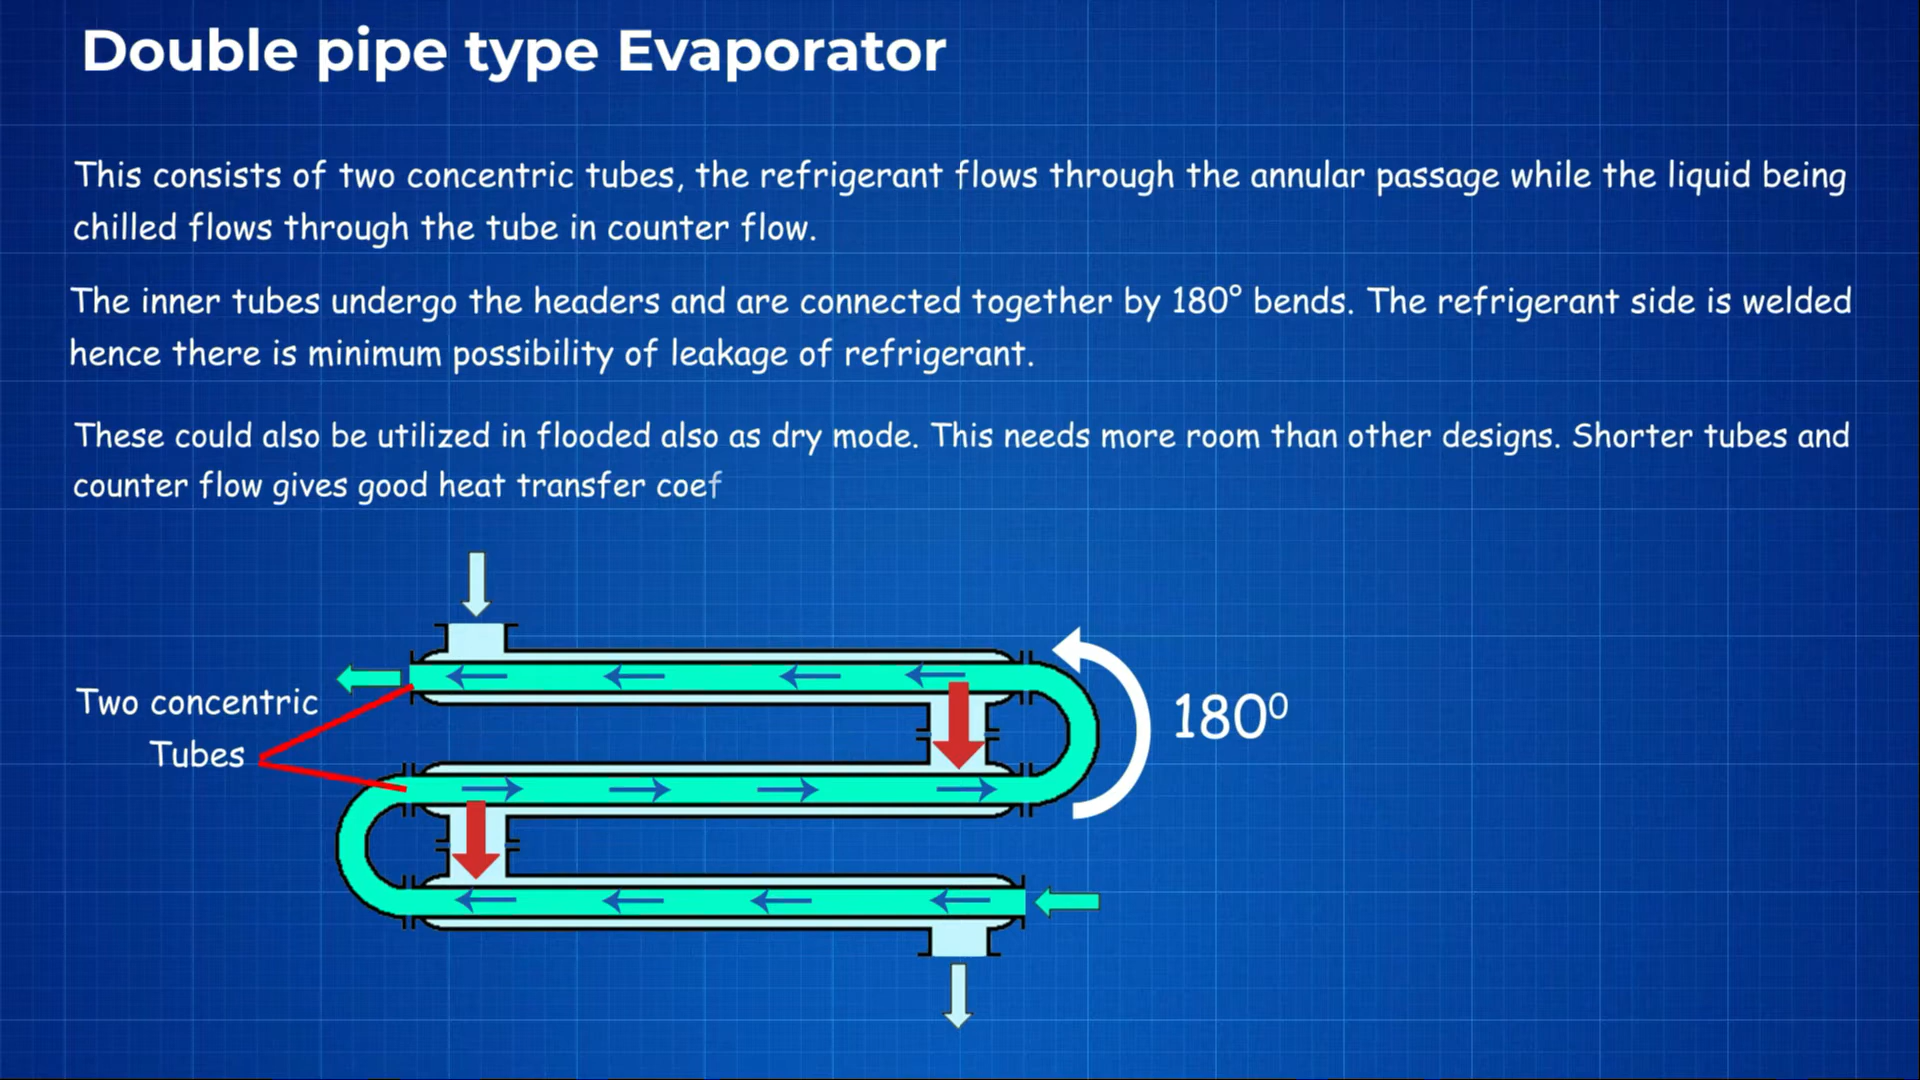 Double pipe type Evaporator
This consists of two concentric tubes, the refrigerant flows through the annular passage while the liquid being
chilled flows through the tube in counter flow.
The inner tubes undergo the headers and are connected together by 180° bends. The refrigerant side is welded
hence there is minimum possibility of leakage of refrigerant.
These could also be utilized in flooded also as dry mode. This needs more room than other designs. Shorter tubes and
counter flow gives good heat transfer coef
Two concentric
Tubes
180⁰